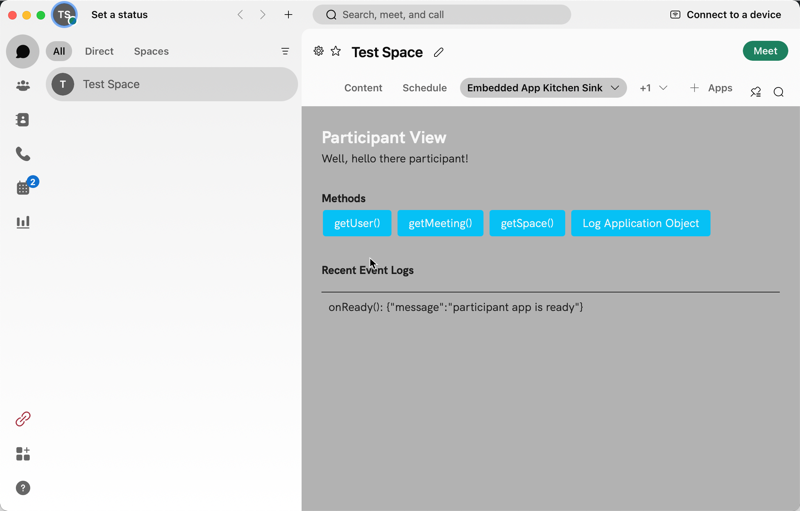 TS Set a status
Search, meet, and call
Connect to a device
All Direct Spaces
T Test Space
2
Test Space
Meet
Content Schedule Embedded App Kitchen Sink +1 Apps
Participant View
Well, hello there participant!
Methods
getUser() getMeeting() getSpace() Log Application Object
Recent Event Logs
onReady(): {"message":"participant app is ready"}
?